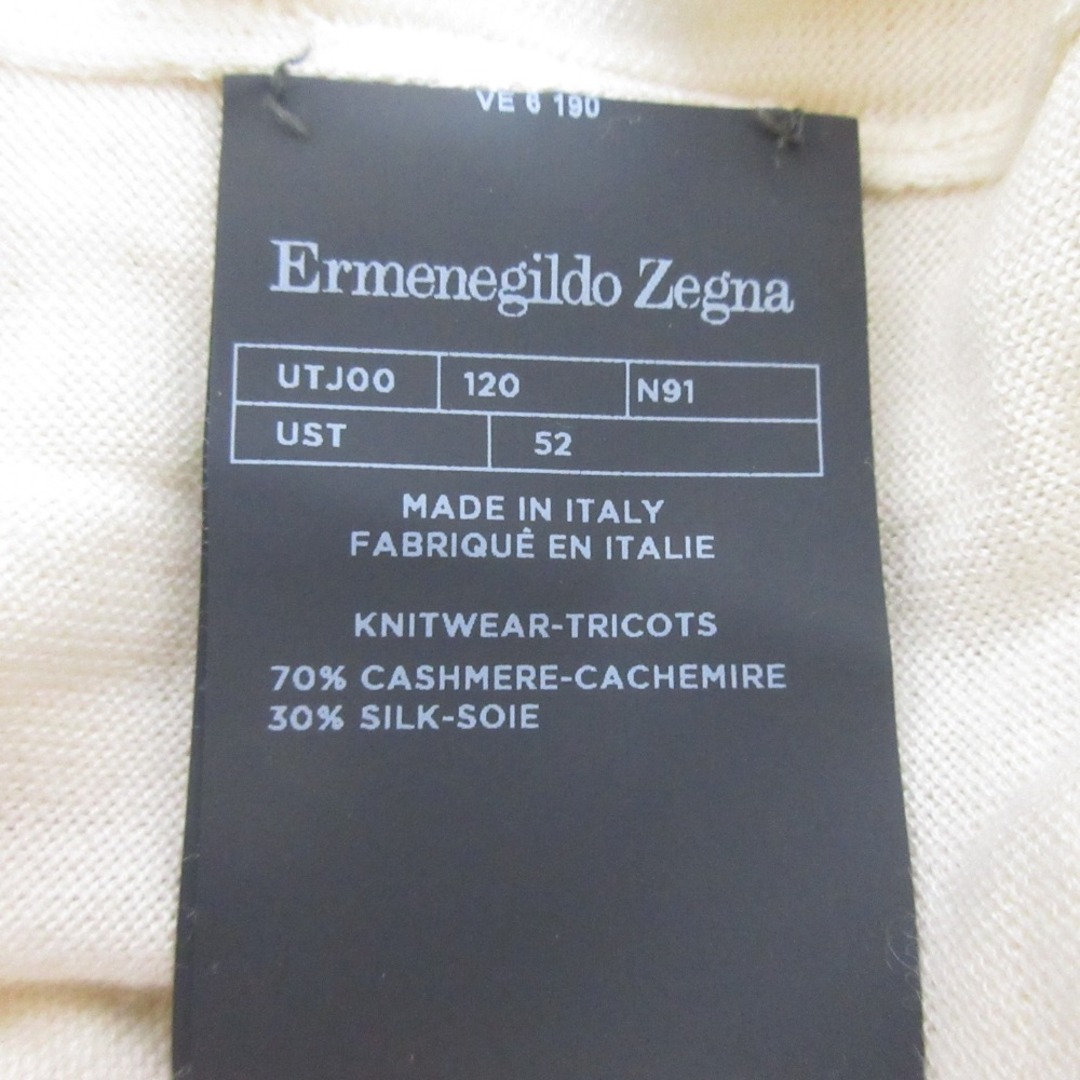 VE 6 190
Ermenegildo Zegna
UTJ00 120 N91
UST 52
MADE IN ITALY
FABRIQUÉ EN ITALIE
KNITWEAR-TRICOTS
70% CASHMERE-CACHEMIRE
30% SILK-SOIE